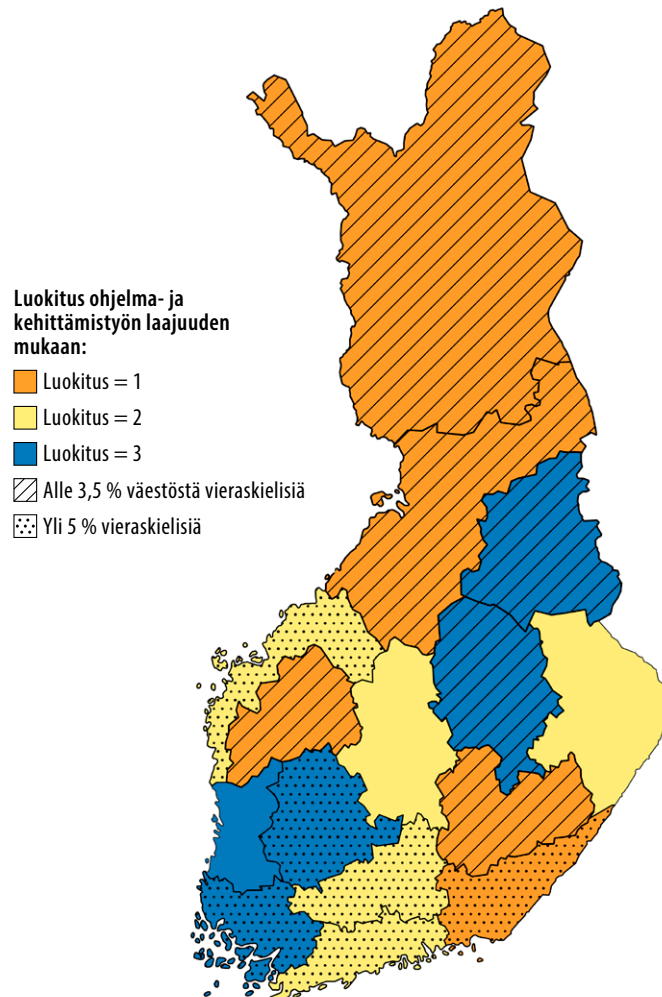 Luokitus ohjelma- ja
kehittämistyön laajuuden
mukaan:
Luokitus = 1
Luokitus = 2
Luokitus = 3
Alle 3,5 % väestöstä vieraskielisiä
Yli 5 % vieraskielisiä